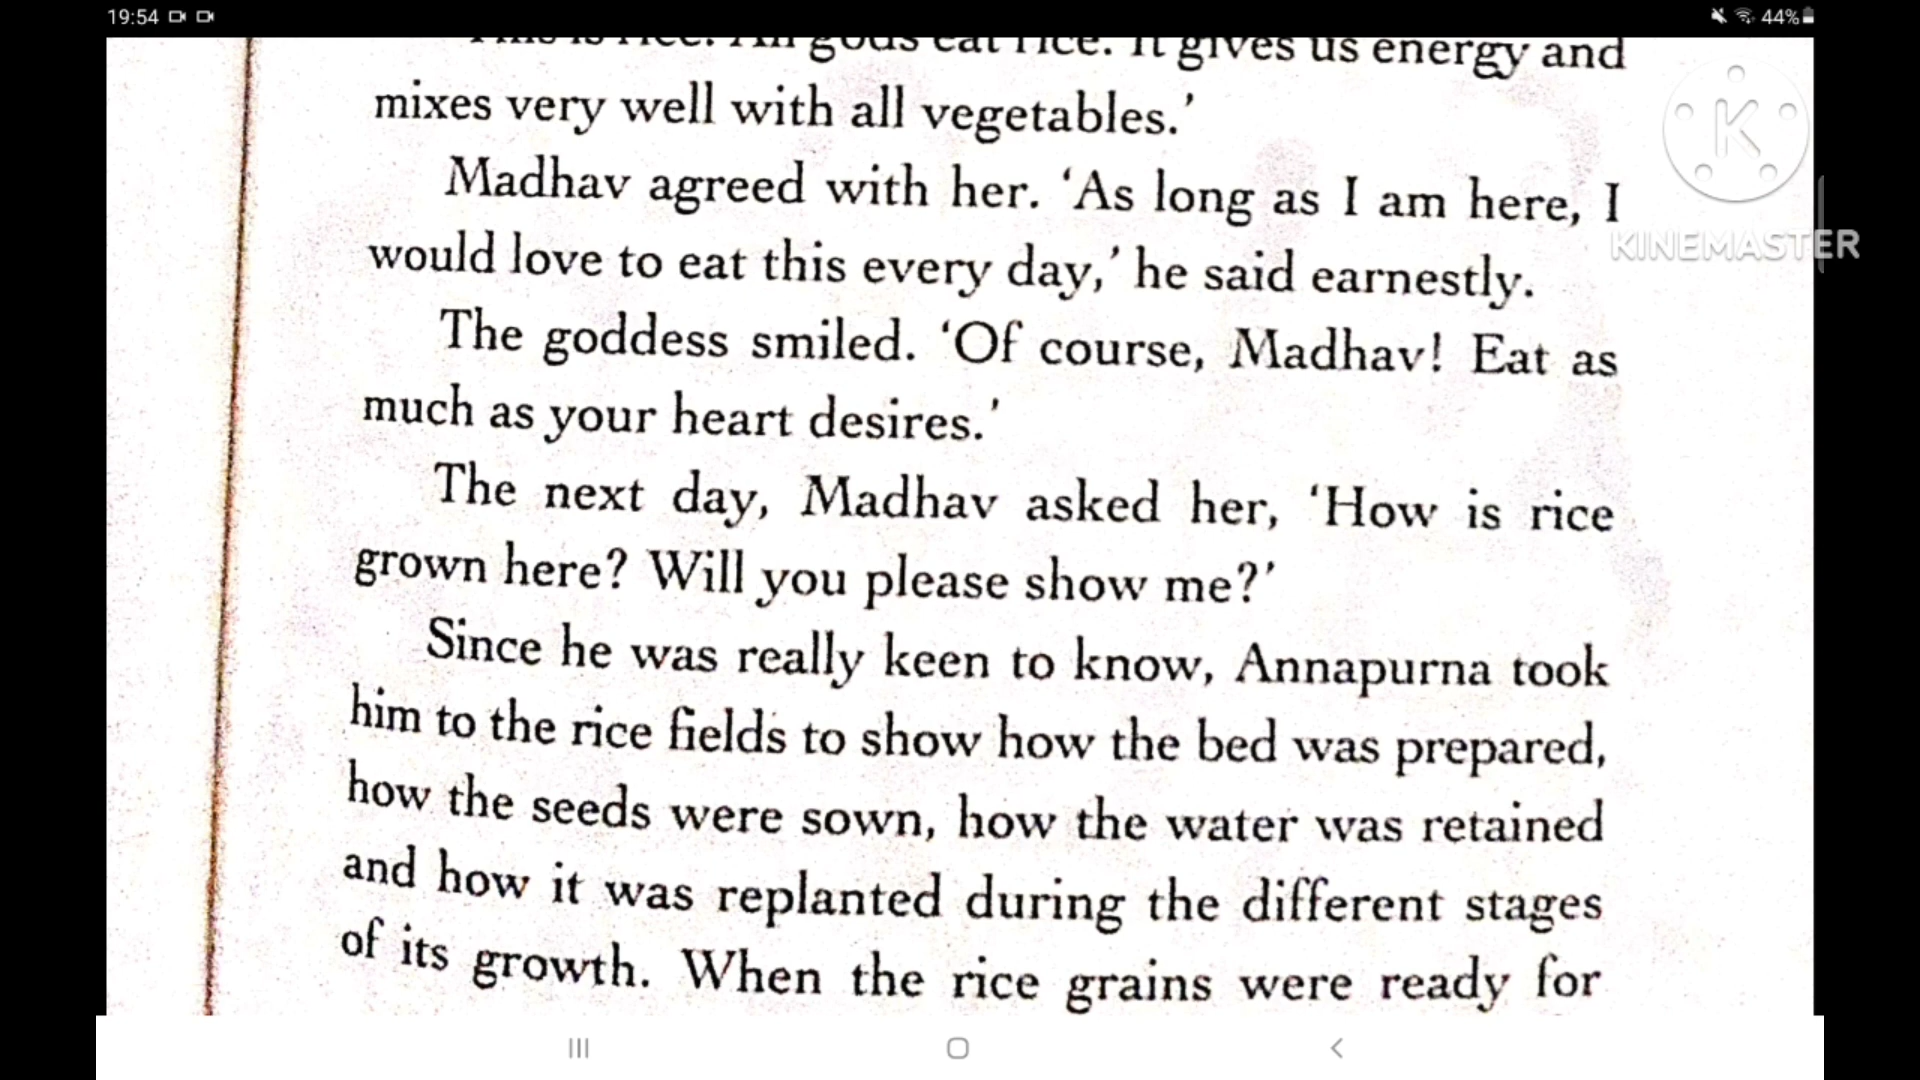 19:54
44%
This is rice. All gods eat rice. It gives us energy and
mixes very well with all vegetables.'
Madhav agreed with her. 'As long as I am here, I
would love to eat this every day,' he said earnestly.
The goddess smiled. 'Of course, Madhav! Eat as
much as your heart desires.'
The next day, Madhav asked her, 'How is rice
grown here? Will you please show me?'
Since he was really keen to know, Annapurna took
him to the rice fields to show how the bed was prepared,
how the seeds were sown, how the water was retained
and how it was replanted during the different stages
of its growth. When the rice grains were ready for
K
KINEMASTER